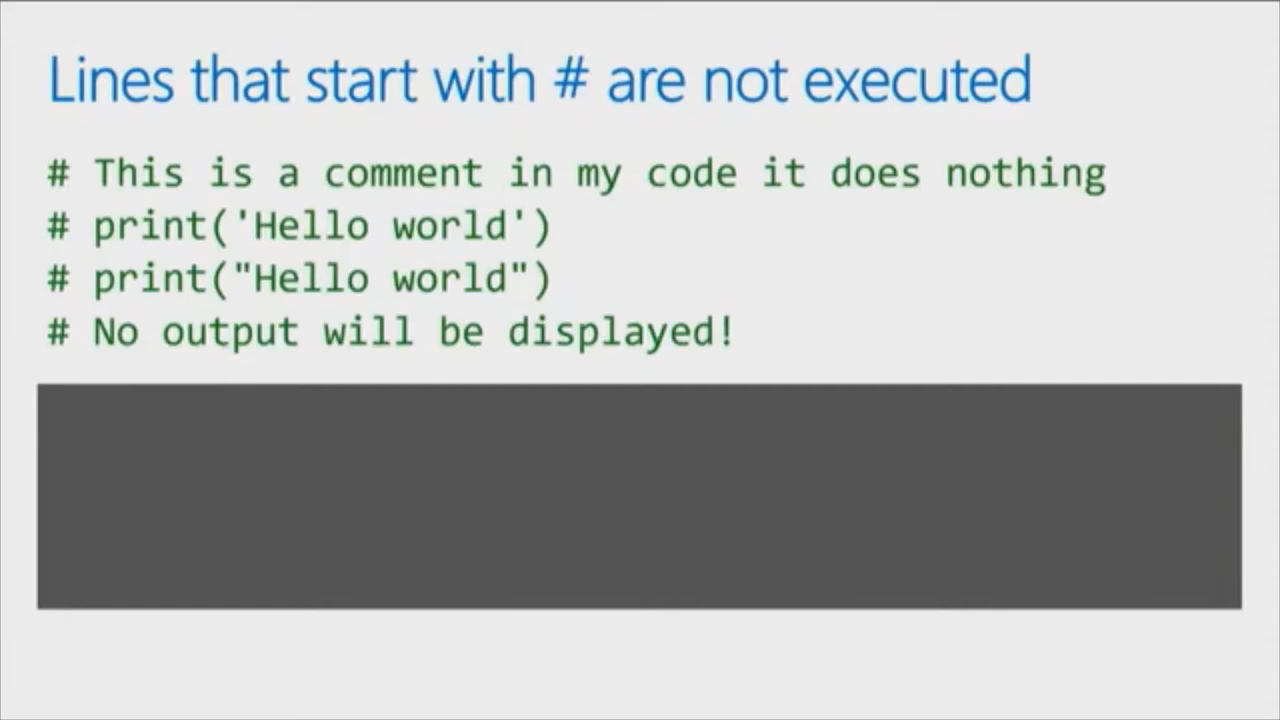 Lines that start with # are not executed
# This is a comment in my code it does nothing
# print('Hello world')
# print("Hello world")
# No output will be displayed!